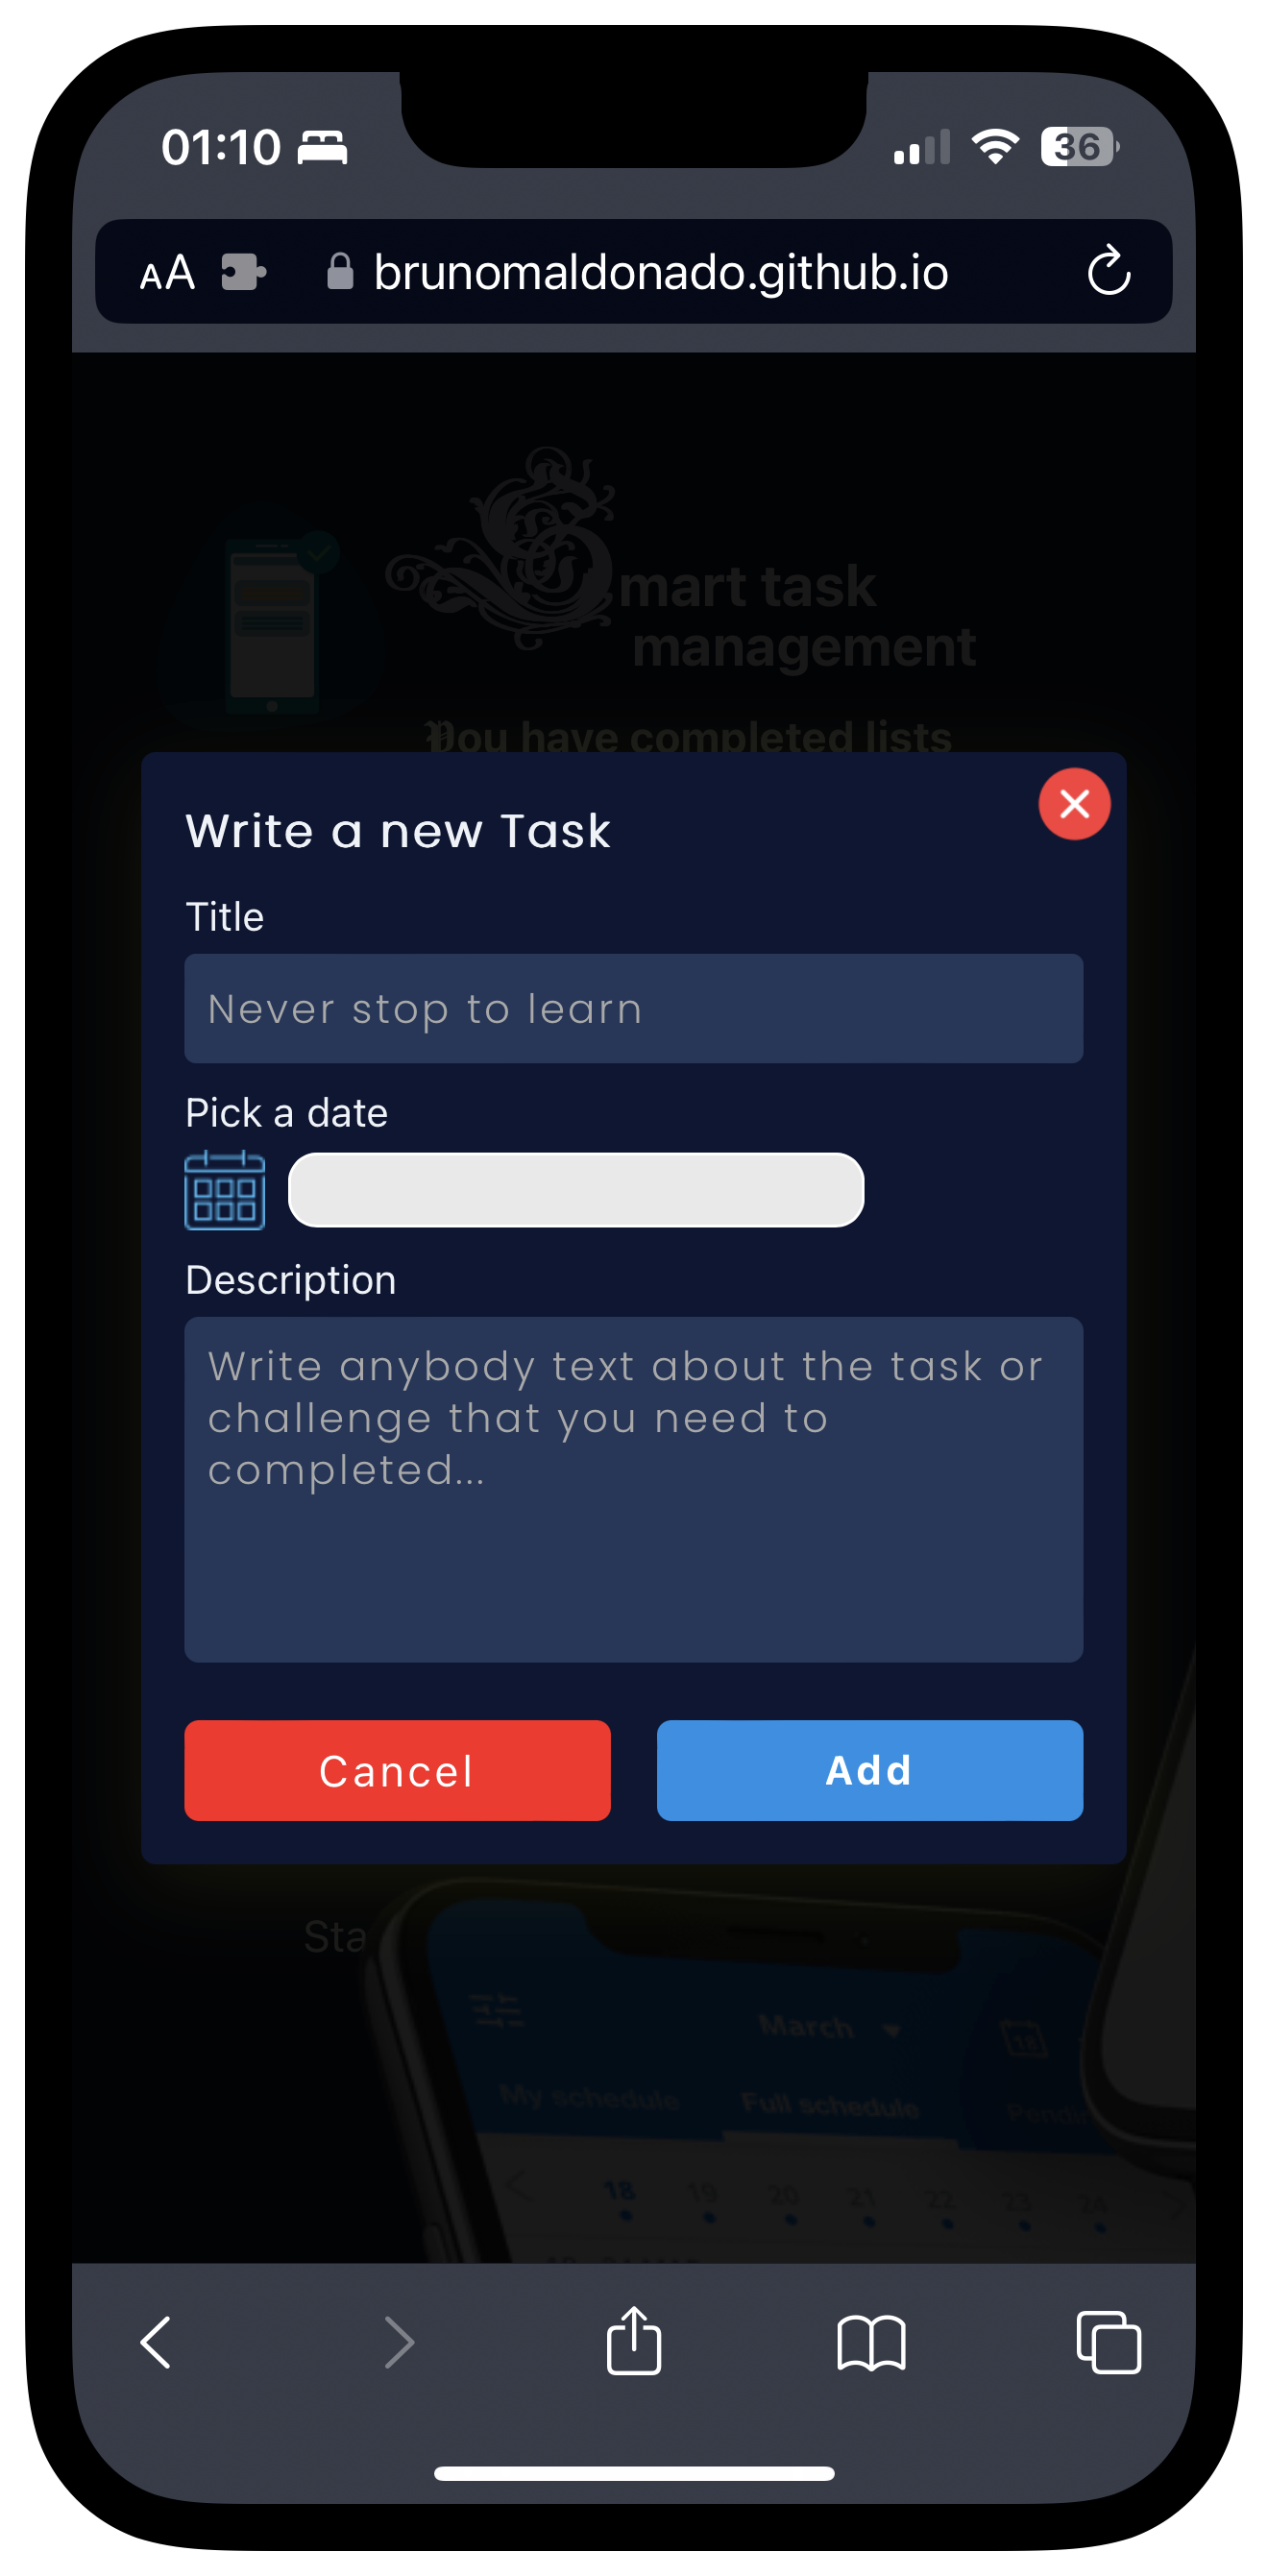 01:10
36
AA
brunomaldonado.github.io
Smart task
management
You have completed lists
Write a new Task
Title
Never stop to learn
Pick a date
Description
Write anybody text about the task or
challenge that you need to
completed...
Cancel
Add
Sta
March
18
My schedule
Full schedule
Pendin
18 19 20 21 22 23 24